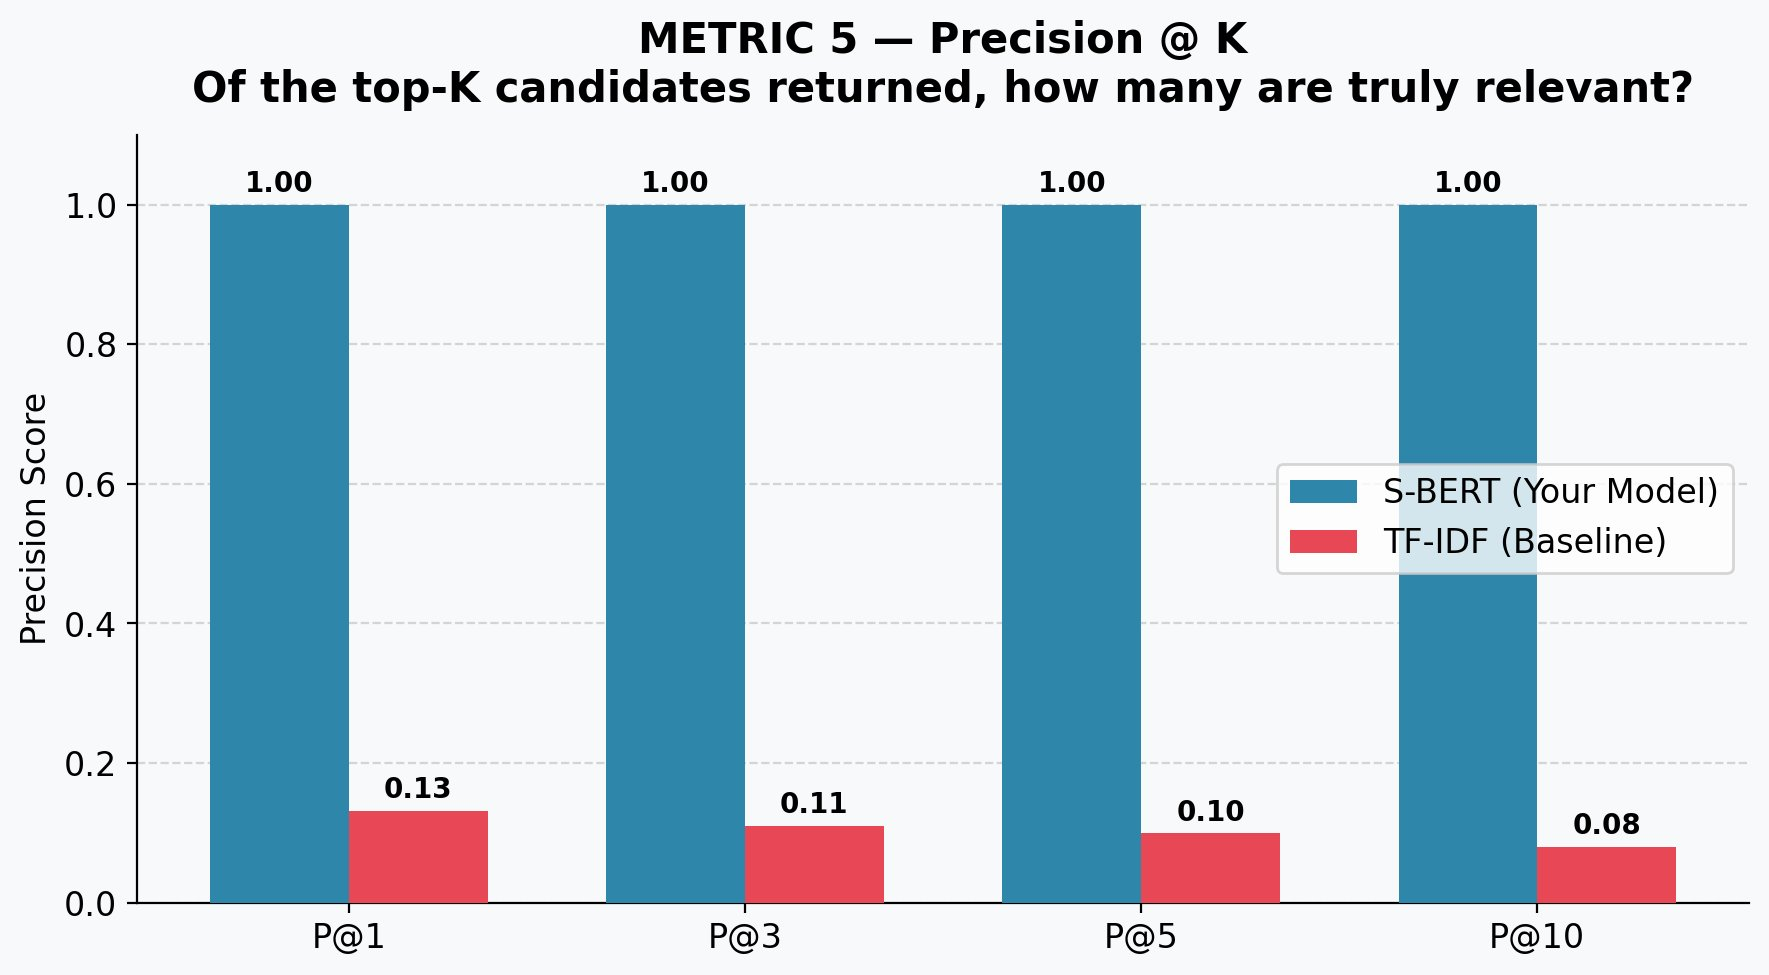 METRIC 5 — Precision @ K
Of the top-K candidates returned, how many are truly relevant?
Precision Score
1.0
0.8
0.6
0.4
0.2
0.0
1.00
0.13
1.00
0.11
1.00
0.10
1.00
0.08
S-BERT (Your Model)
TF-IDF (Baseline)
P@1
P@3
P@5
P@10